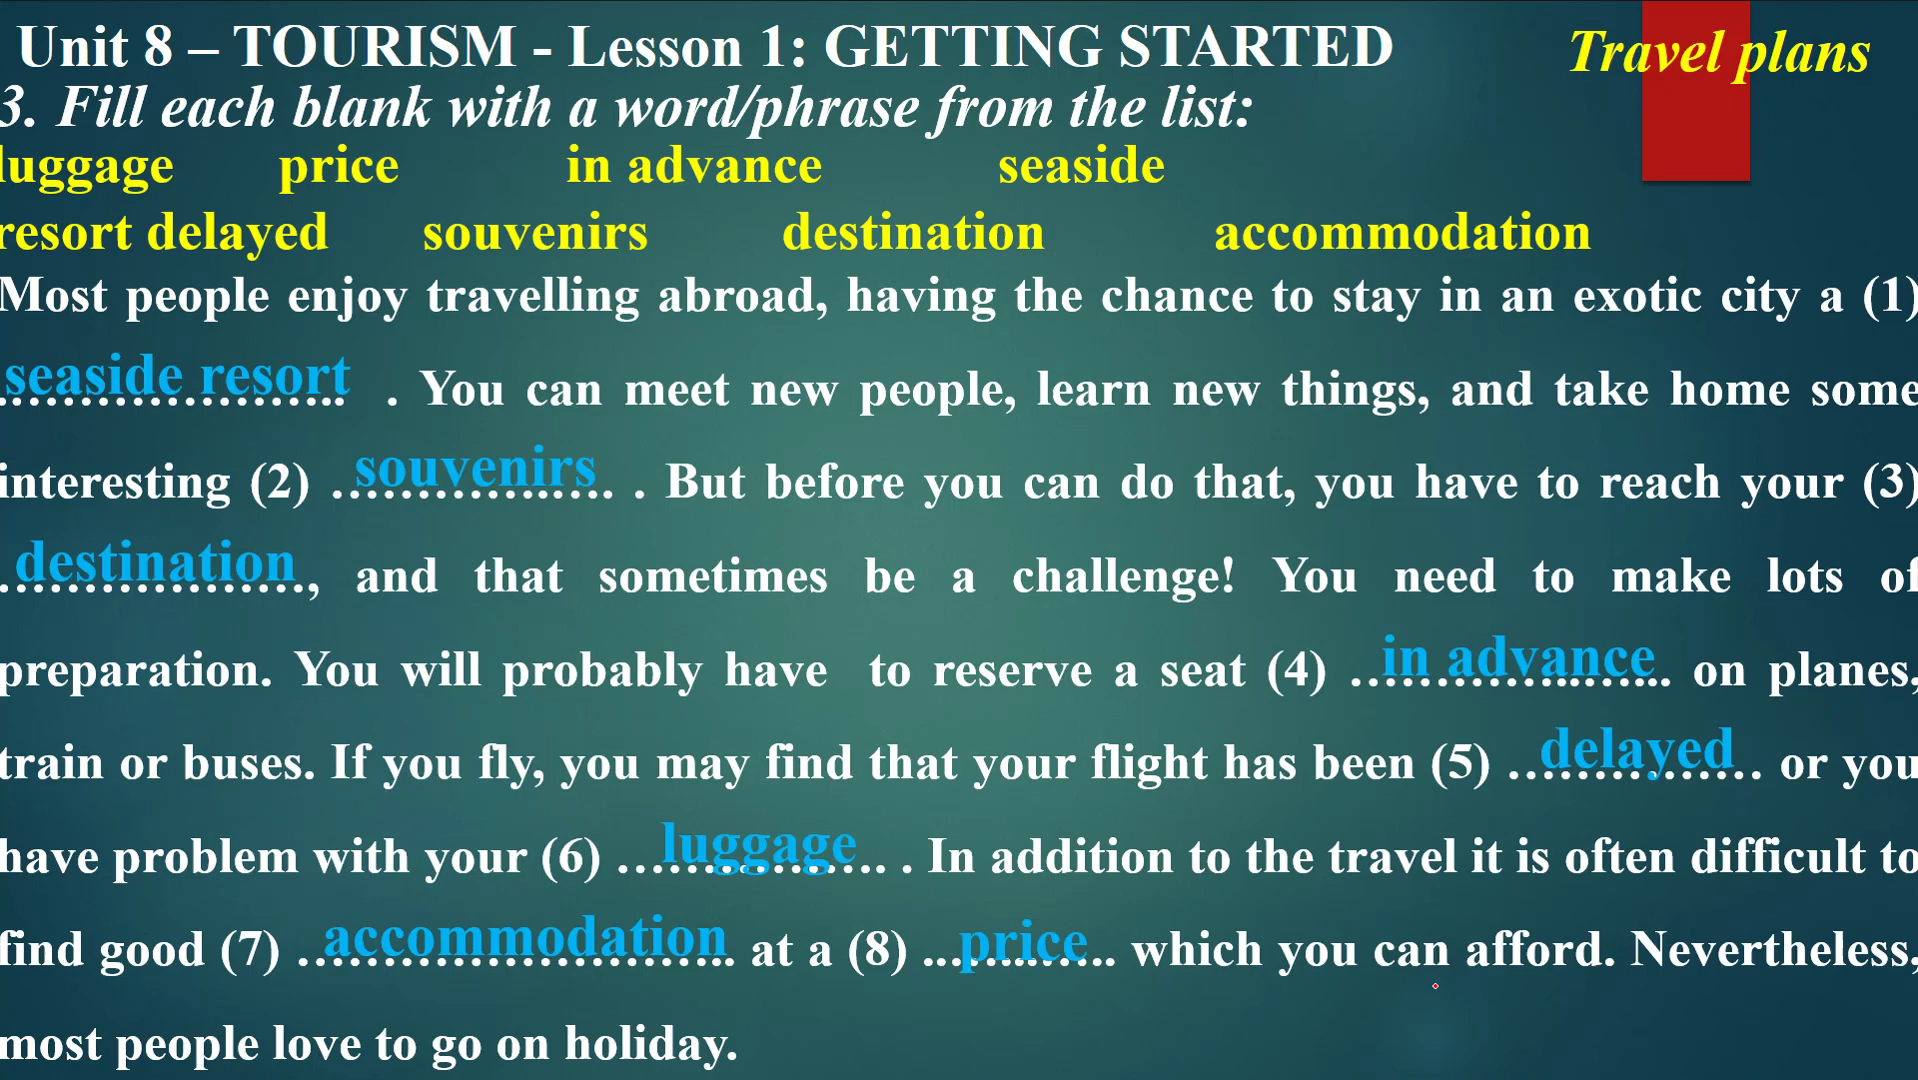 Unit 8 – TOURISM - Lesson 1: GETTING STARTED
Travel plans
3. Fill each blank with a word/phrase from the list:
luggage price in advance seaside
resort delayed souvenirs destination accommodation
Most people enjoy travelling abroad, having the chance to stay in an exotic city a (1)
seaside resort ………………….. . You can meet new people, learn new things, and take home some
interesting (2) souvenirs …………………. . But before you can do that, you have to reach your (3)
destination …………………, and that sometimes be a challenge! You need to make lots of
preparation. You will probably have to reserve a seat (4) in advance ………………….. on planes,
train or buses. If you fly, you may find that your flight has been (5) delayed ……………… or you
have problem with your (6) luggage ………………. . In addition to the travel it is often difficult to
find good (7) accommodation ………………………….. at a (8) price ……………. which you can afford. Nevertheless,
most people love to go on holiday.